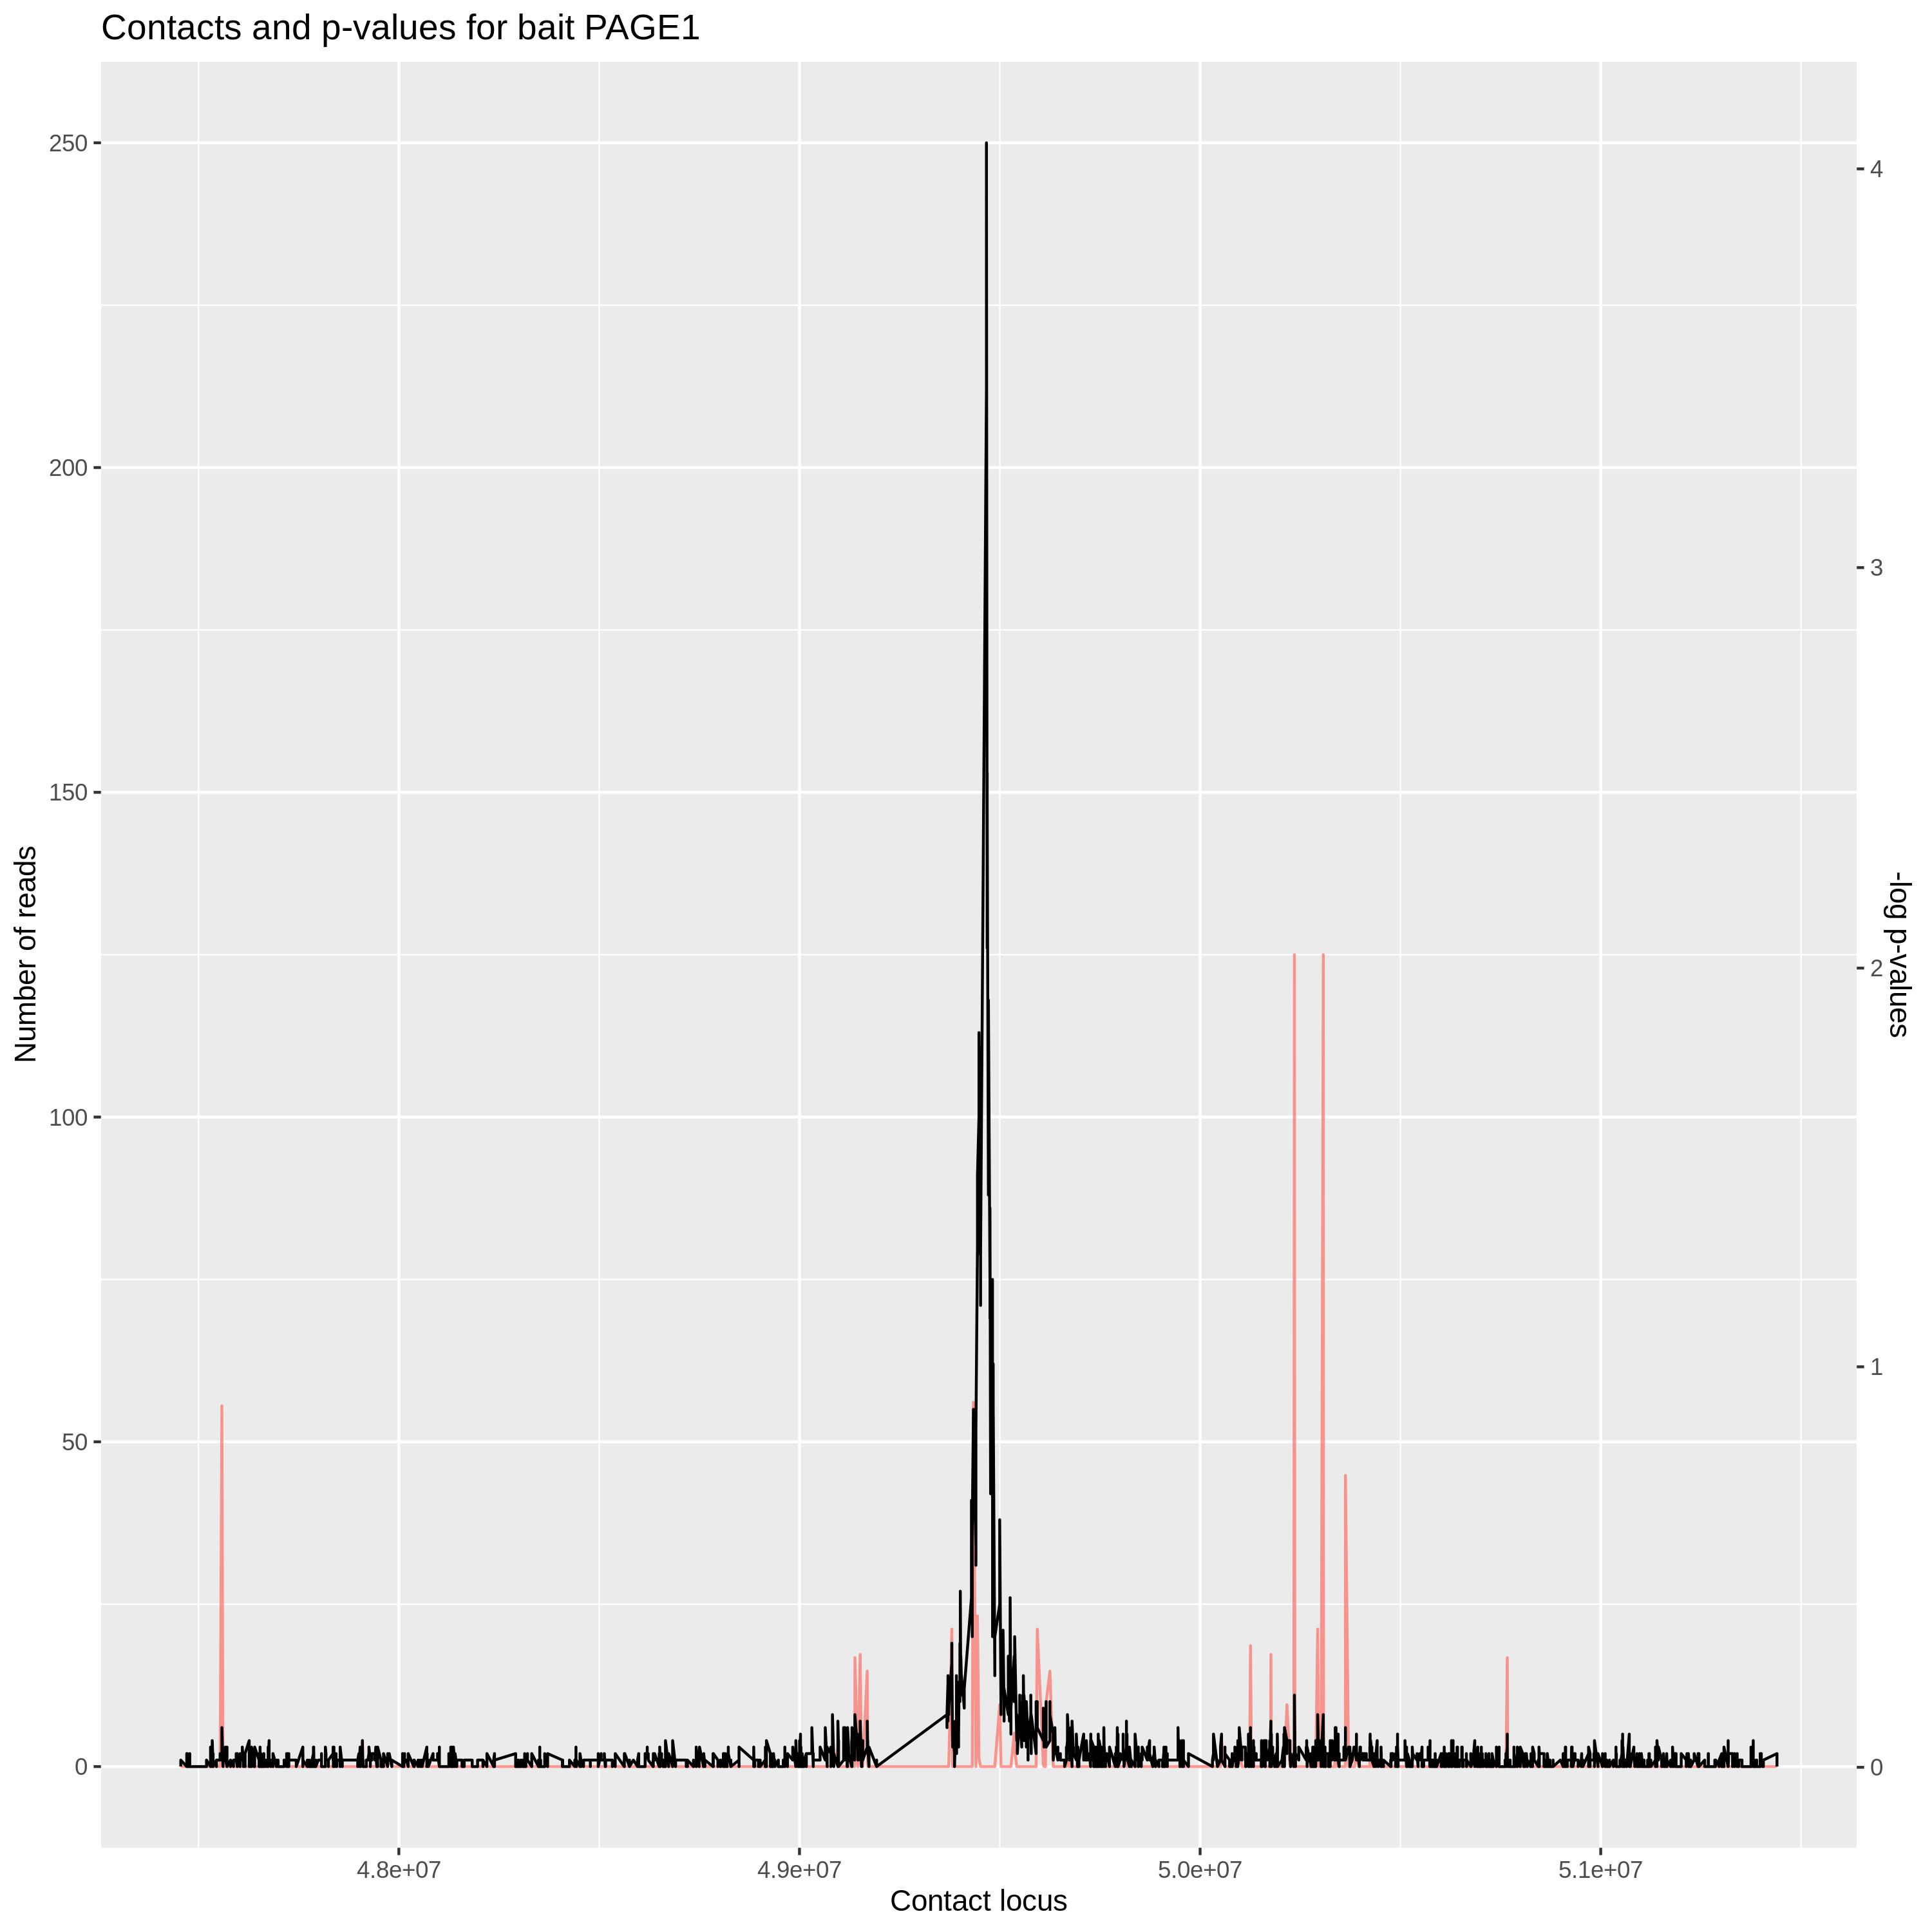 Contacts and p-values for bait PAGE1
250
200
150
100
50
0
4
3
2
1
0
Number of reads
-log p-values
4.8e+07
4.9e+07
5.0e+07
5.1e+07
Contact locus